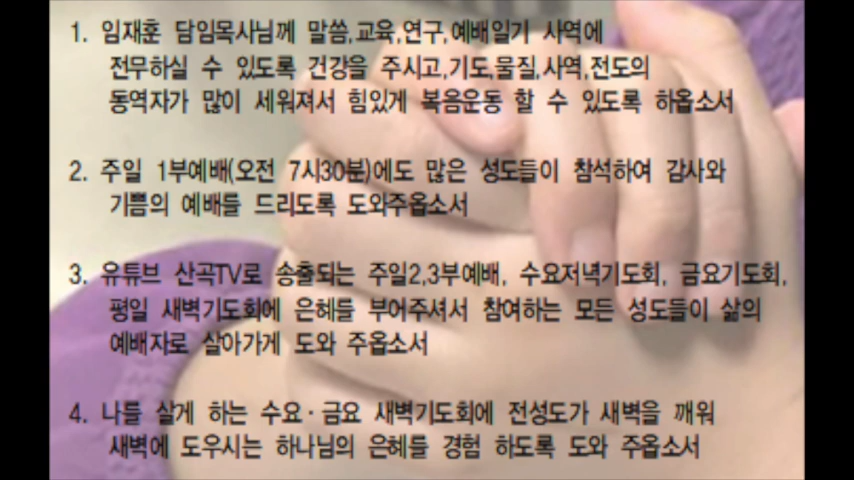 1. 임재훈 담임목사님께 말씀,교육,연구,예배일기 사역에
전무하실 수 있도록 건강을 주시고,기도,물질,사역,전도의
동역자가 많이 세워져서 힘있게 복음운동 할 수 있도록 하옵소서
2. 주일 1부예배(오전 7시30분)에도 많은 성도들이 참석하여 감사와
기쁨의 예배를 드리도록 도와주옵소서
3. 유튜브 산곡TV로 송출되는 주일2,3부예배, 수요저녁기도회, 금요기도회,
평일 새벽기도회에 은혜를 부어주셔서 참여하는 모든 성도들이 삶의
예배자로 살아가게 도와 주옵소서
4. 나를 살게 하는 수요·금요 새벽기도회에 전성도가 새벽을 깨워
새벽에 도우시는 하나님의 은혜를 경험 하도록 도와 주옵소서